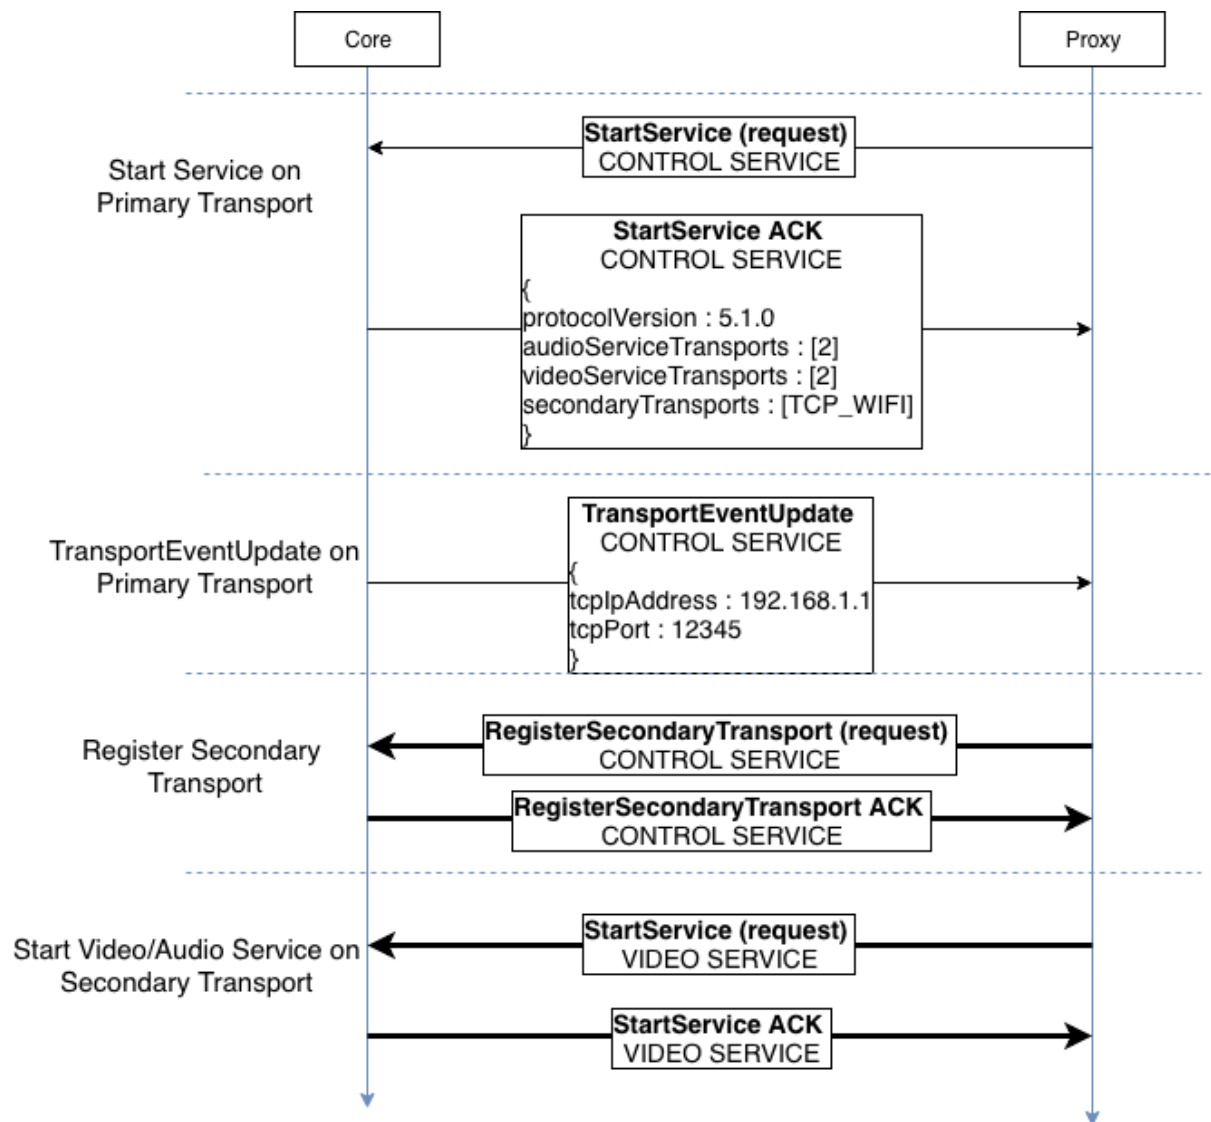 Core
Proxy
Start Service on
Primary Transport
StartService (request)
CONTROL SERVICE
StartService ACK
CONTROL SERVICE
{
protocolVersion : 5.1.0
audioServiceTransports : [2]
videoServiceTransports : [2]
secondaryTransports : [TCP_WIFI]
}
TransportEventUpdate on
Primary Transport
TransportEventUpdate
CONTROL SERVICE
{
tcpIpAddress : 192.168.1.1
tcpPort : 12345
}
Register Secondary
Transport
RegisterSecondaryTransport (request)
CONTROL SERVICE
RegisterSecondaryTransport ACK
CONTROL SERVICE
Start Video/Audio Service on
Secondary Transport
StartService (request)
VIDEO SERVICE
StartService ACK
VIDEO SERVICE